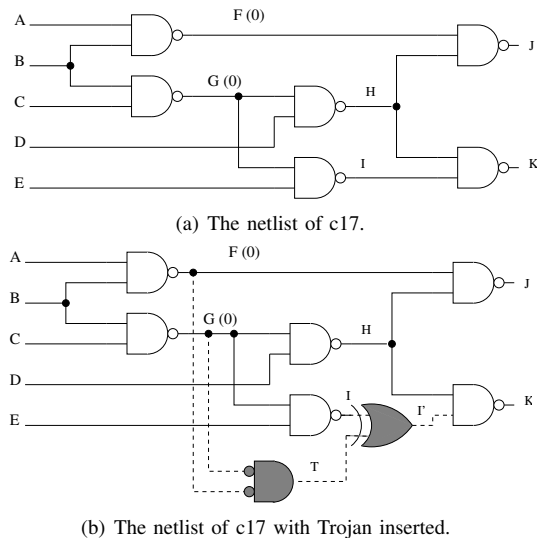 A
F (0)
J
B
G (0)
C
H
D
I
E
K
(a) The netlist of c17.
A
F (0)
J
B
G (0)
C
H
D
I
I'
K
E
T
(b) The netlist of c17 with Trojan inserted.